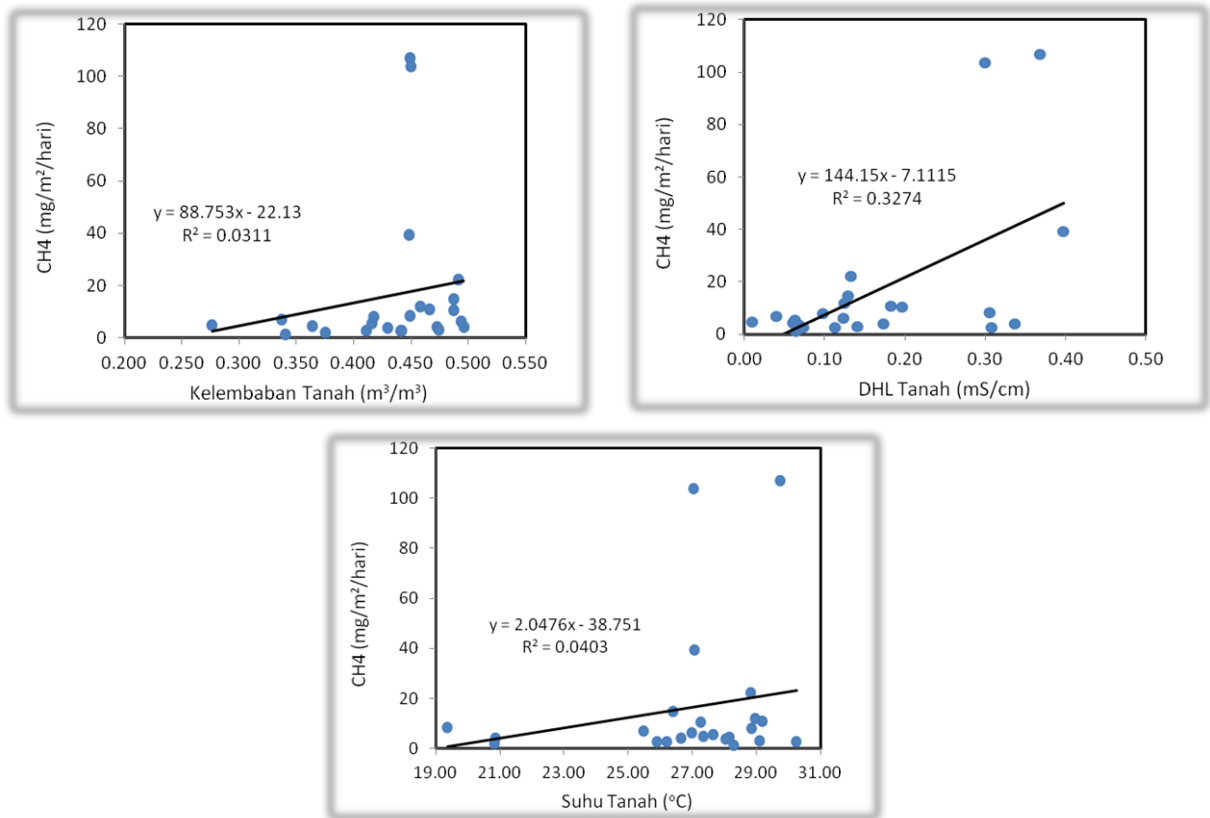 CH4 (mg/m²/hari)
120
100
80
60
40
20
0
y = 88.753x - 22.13
R² = 0.0311
0.200 0.250 0.300 0.350 0.400 0.450 0.500 0.550
Kelembaban Tanah (m³/m³)
CH4 (mg/m²/hari)
120
100
80
60
40
20
0
y = 144.15x - 7.1115
R² = 0.3274
0.00 0.10 0.20 0.30 0.40 0.50
DHL Tanah (mS/cm)
CH4 (mg/m²/hari)
120
100
80
60
40
20
0
y = 2.0476x - 38.751
R² = 0.0403
19.00 21.00 23.00 25.00 27.00 29.00 31.00
Suhu Tanah (°C)